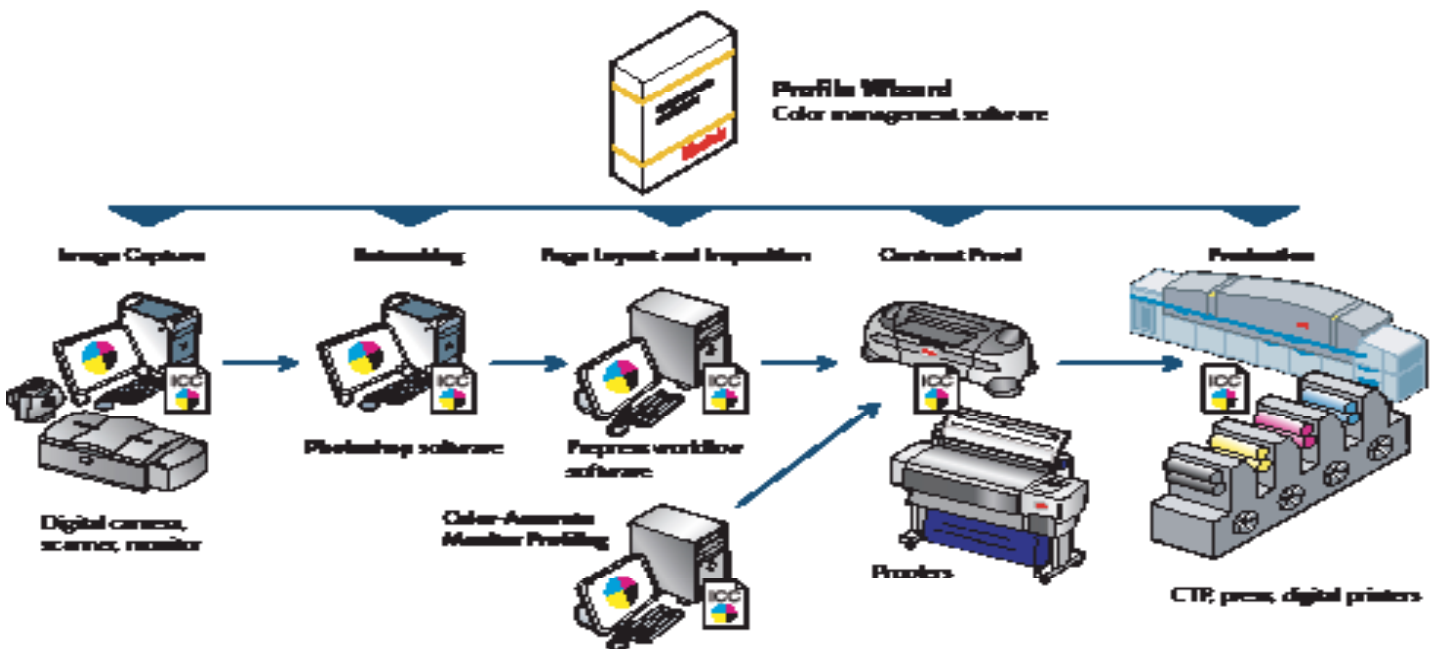 Profile Wizard
Color management software
Image Capture
Retouching
Page Layout and Imposition
Contract Proof
Production
ICC
ICC
ICC
ICC
ICC
Photoshop software
Prepress workflow
software
Digital camera,
scanner, monitor
Color-Accurate
Monitor Profiling
ICC
Proofers
CTP, press, digital printers